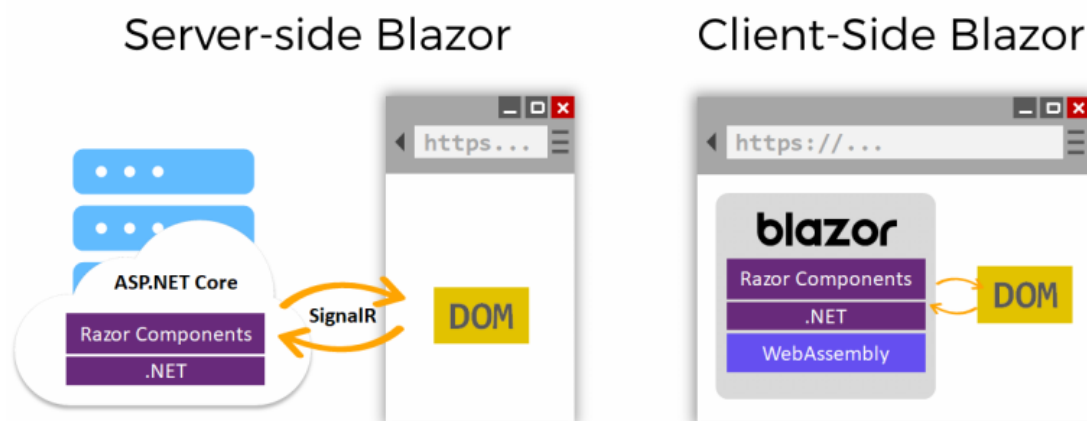 Server-side Blazor
https...
ASP.NET Core
Razor Components
.NET
SignalR
DOM
Client-Side Blazor
https://...
blazor
Razor Components
.NET
WebAssembly
DOM